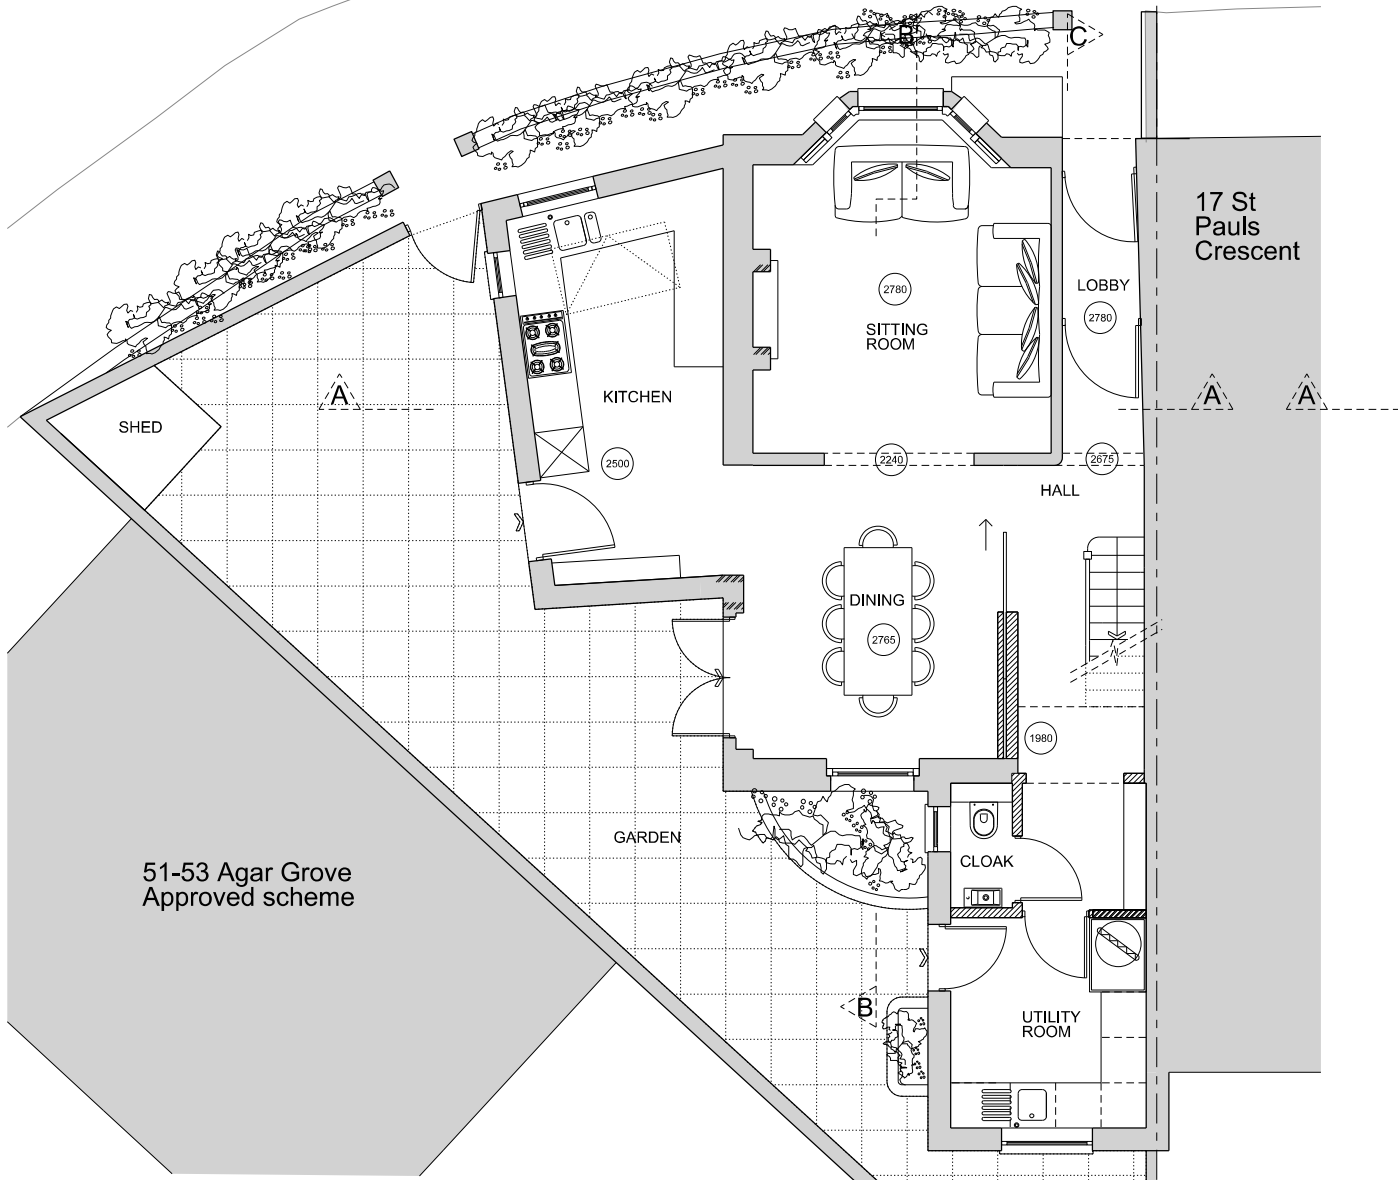 B
C
17 St
Pauls
Crescent
2780
LOBBY
SITTING
ROOM
2780
A
KITCHEN
A
A
SHED
2500
2240
2675
HALL
DINING
2765
1980
GARDEN
CLOAK
51-53 Agar Grove
Approved scheme
B
UTILITY
ROOM